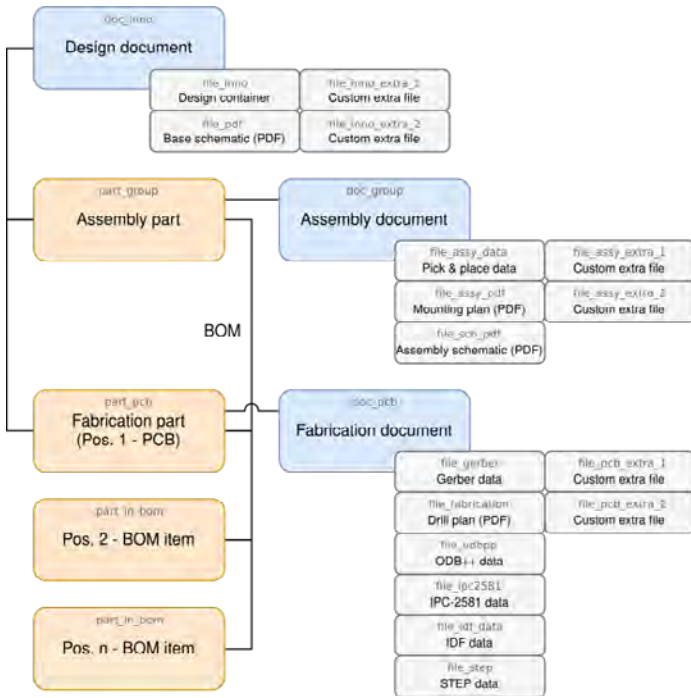 doc_inno
Design document
file_inno
Design container
file_inno_extra_1
Custom extra file
file_pdf
Base schematic (PDF)
file_inno_extra_2
Custom extra file
part_group
Assembly part
doc_group
Assembly document
file_assy_data
Pick & place data
file_assy_extra_1
Custom extra file
file_assy_pdf
Mounting plan (PDF)
file_assy_extra_2
Custom extra file
file_sch_pdf
Assembly schematic (PDF)
BOM
part_pcb
Fabrication part
(Pos. 1 - PCB)
doc_pcb
Fabrication document
file_gerber
Gerber data
file_pcb_extra_1
Custom extra file
file_fabrication
Drill plan (PDF)
file_pcb_extra_2
Custom extra file
file_odbpp
ODB++ data
file_ipc2581
IPC-2581 data
file_idf_data
IDF data
file_step
STEP data
part_in_bom
Pos. 2 - BOM item
part_in_bom
Pos. n - BOM item